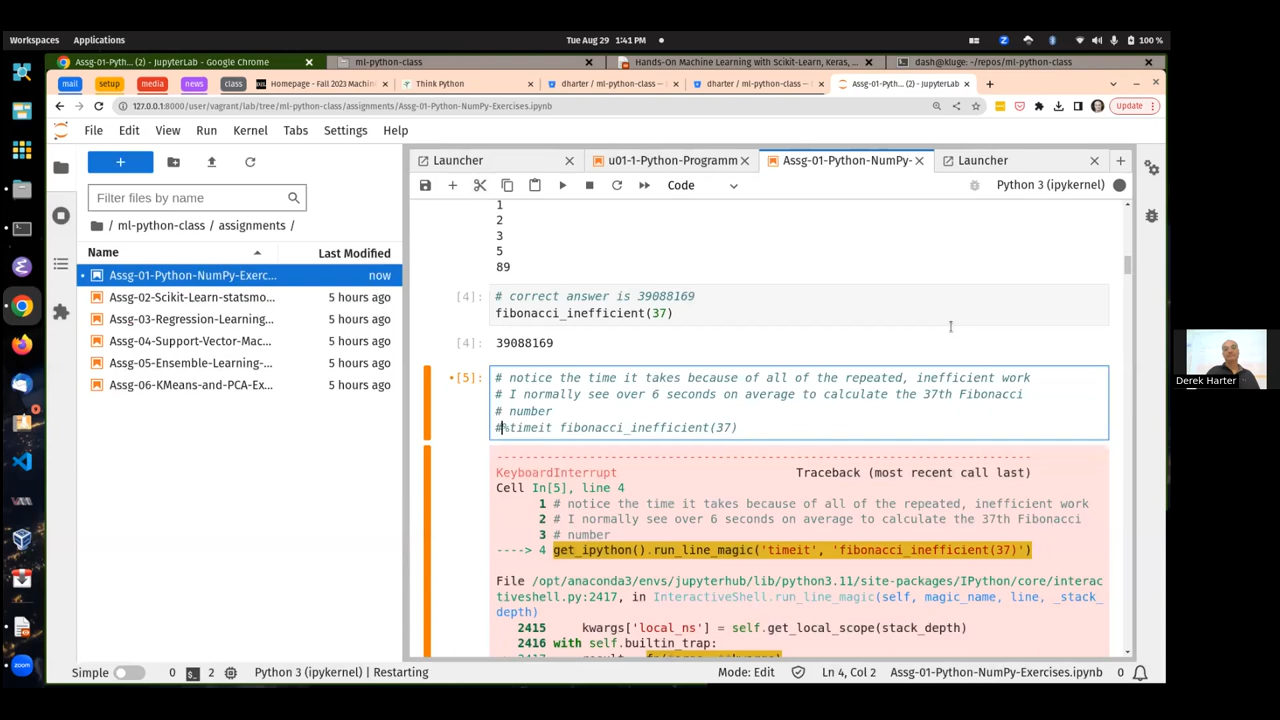 Workspaces Applications Tue Aug 29 1:41 PM 100 %
Assg-01-Pyth... (2) - JupyterLab - Google Chrome ml-python-class Hands-On Machine Learning with Scikit-Learn, Keras, ... dash@kluge: ~/repos/ml-python-class
mail setup media news class Homepage - Fall 2023 Machi Think Python dharter / ml-python-class – dharter / ml-python-class – Assg-01-Pyth... (2) - JupyterLab
127.0.0.1:8000/user/vagrant/lab/tree/ml-python-class/assignments/Assg-01-Python-NumPy-Exercises.ipynb Update
File Edit View Run Kernel Tabs Settings Help
Launcher u01-1-Python-Programm Assg-01-Python-NumPy- Launcher
Code Python 3 (ipykernel)
Filter files by name
/ ml-python-class / assignments /
Name Last Modified
Assg-01-Python-NumPy-Exerc... now
Assg-02-Scikit-Learn-statsmo... 5 hours ago
Assg-03-Regression-Learning... 5 hours ago
Assg-04-Support-Vector-Mac... 5 hours ago
Assg-05-Ensemble-Learning-... 5 hours ago
Assg-06-KMeans-and-PCA-Ex... 5 hours ago
1
2
3
5
89
[4]: # correct answer is 39088169
fibonacci_inefficient(37)
[4]: 39088169
[5]: # notice the time it takes because of all of the repeated, inefficient work
# I normally see over 6 seconds on average to calculate the 37th Fibonacci
# number
#%timeit fibonacci_inefficient(37)
KeyboardInterrupt Traceback (most recent call last)
Cell In[5], line 4
1 # notice the time it takes because of all of the repeated, inefficient work
2 # I normally see over 6 seconds on average to calculate the 37th Fibonacci
3 # number
----> 4 get_ipython().run_line_magic('timeit', 'fibonacci_inefficient(37)')
File /opt/anaconda3/envs/jupyterhub/lib/python3.11/site-packages/IPython/core/interac
tiveshell.py:2417, in InteractiveShell.run_line_magic(self, magic_name, line, _stack_
depth)
2415 kwargs['local_ns'] = self.get_local_scope(stack_depth)
2416 with self.builtin_trap:
Simple 0 2 Python 3 (ipykernel) | Restarting Mode: Edit Ln 4, Col 2 Assg-01-Python-NumPy-Exercises.ipynb 0
Derek Harter